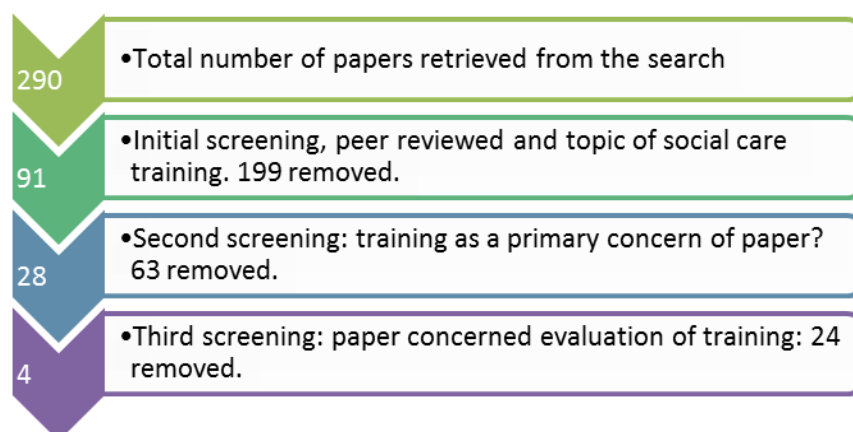 290
•Total number of papers retrieved from the search
91
•Initial screening, peer reviewed and topic of social care
training. 199 removed.
28
•Second screening: training as a primary concern of paper?
63 removed.
4
•Third screening: paper concerned evaluation of training: 24
removed.